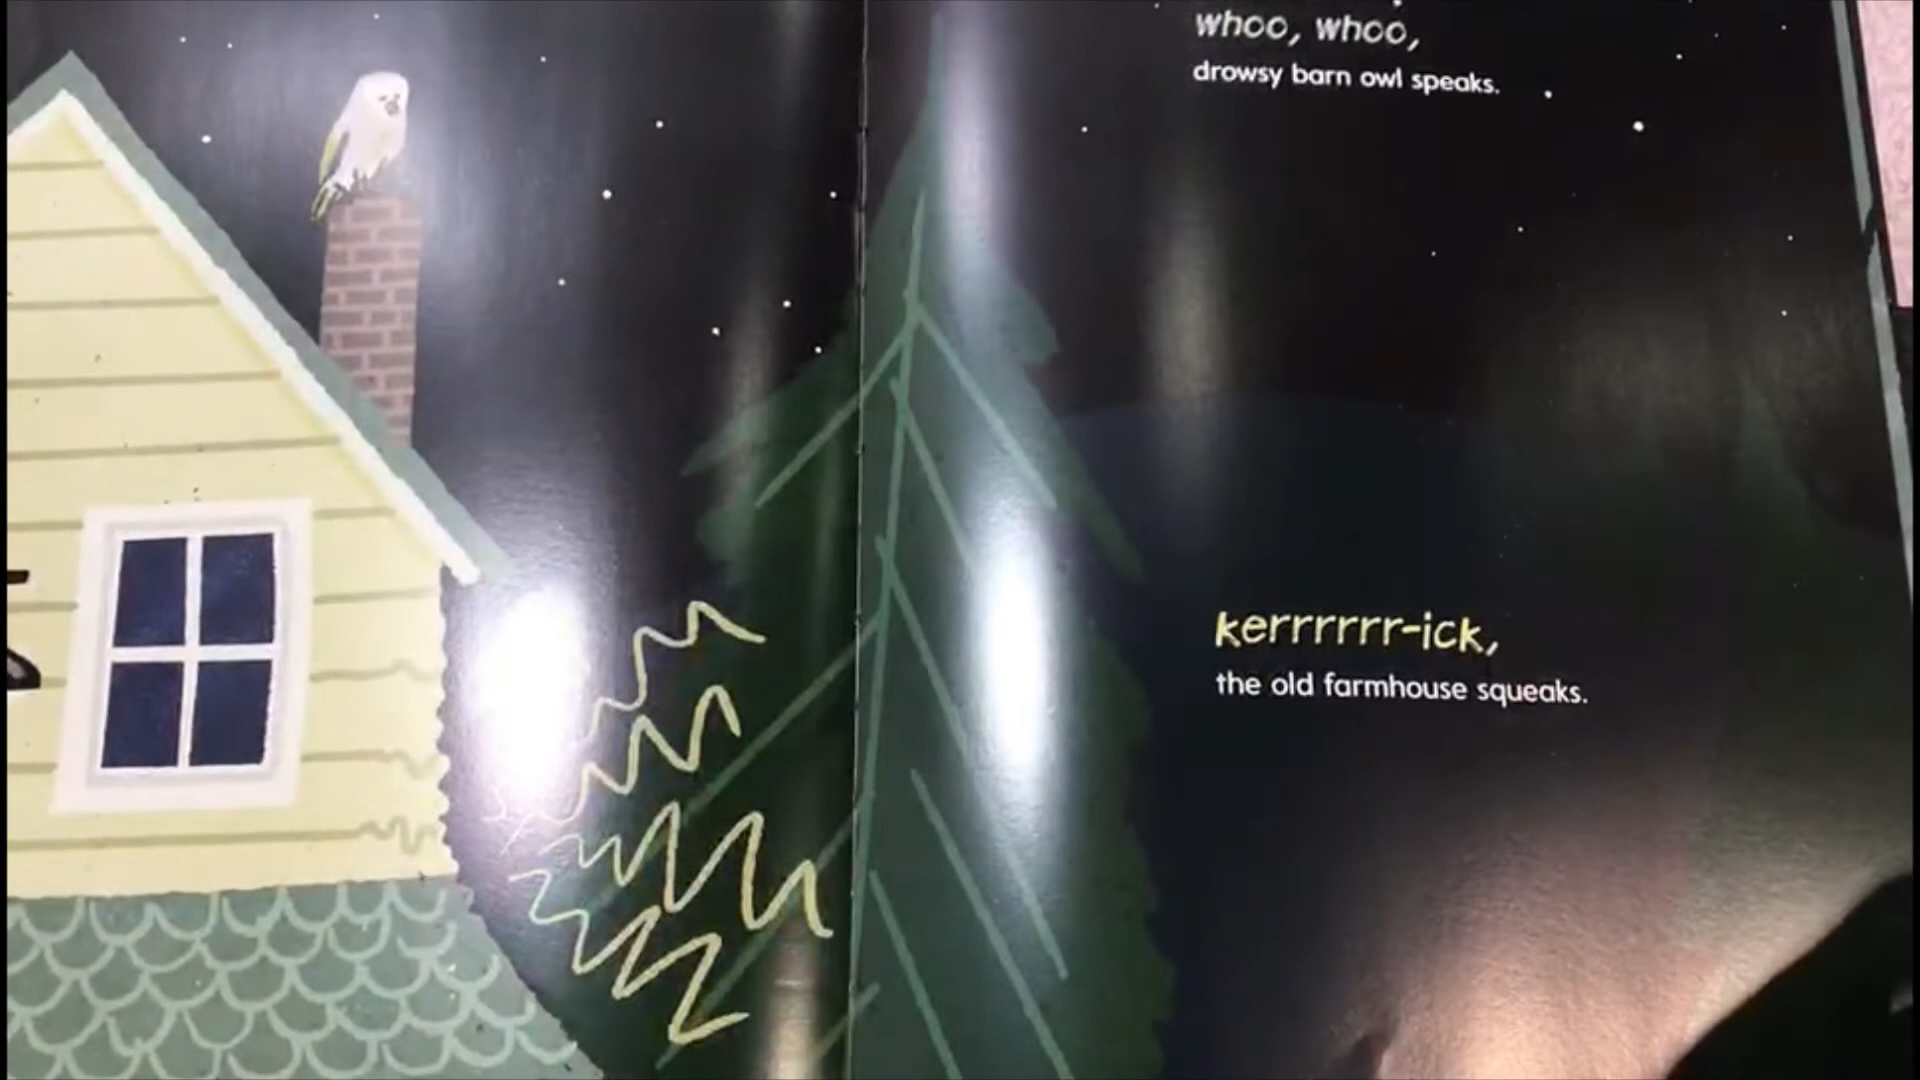 whoo, whoo,
drowsy barn owl speaks.
kerrrrrr-ick,
the old farmhouse squeaks.